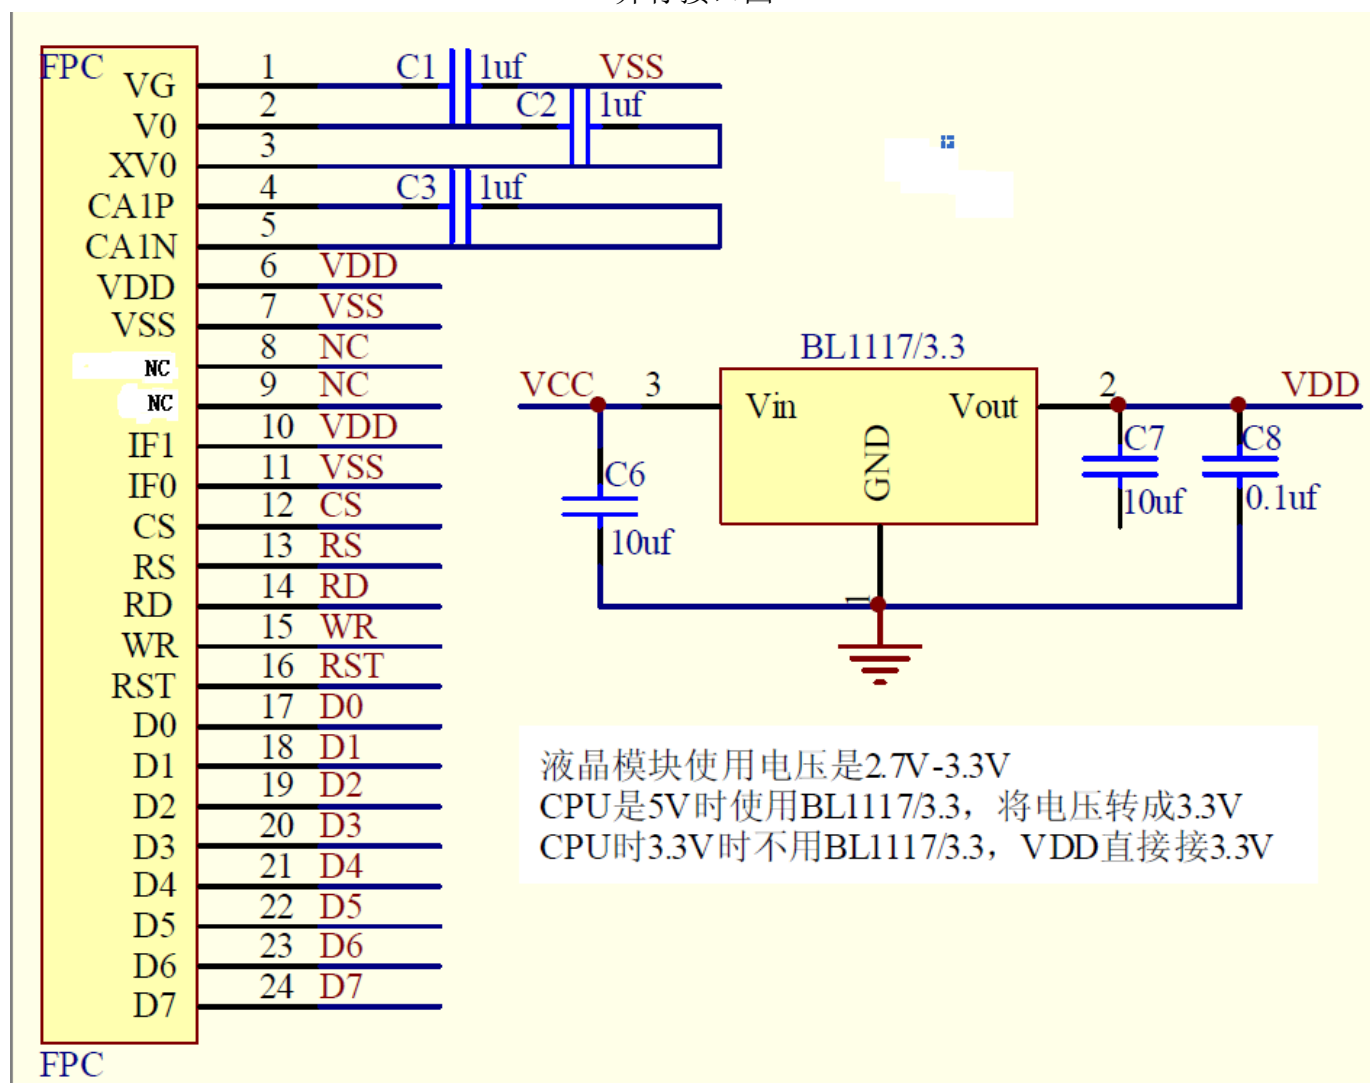 并行接口图
FPC
VG 1 C1 1uf VSS
V0 2 C2 1uf
XV0 3
CA1P 4 C3 1uf
CA1N 5
VDD 6 VDD
VSS 7 VSS
NC 8 NC
NC 9 NC
IF1 10 VDD
IF0 11 VSS
CS 12 CS
RS 13 RS
RD 14 RD
WR 15 WR
RST 16 RST
D0 17 D0
D1 18 D1
D2 19 D2
D3 20 D3
D4 21 D4
D5 22 D5
D6 23 D6
D7 24 D7
FPC
BL1117/3.3
VCC 3 Vin Vout 2 VDD
GND
1
C6
10uf
C7
10uf
C8
0.1uf
液晶模块使用电压是2.7V-3.3V
CPU是5V时使用BL1117/3.3，将电压转成3.3V
CPU时3.3V时不用BL1117/3.3，VDD直接接3.3V